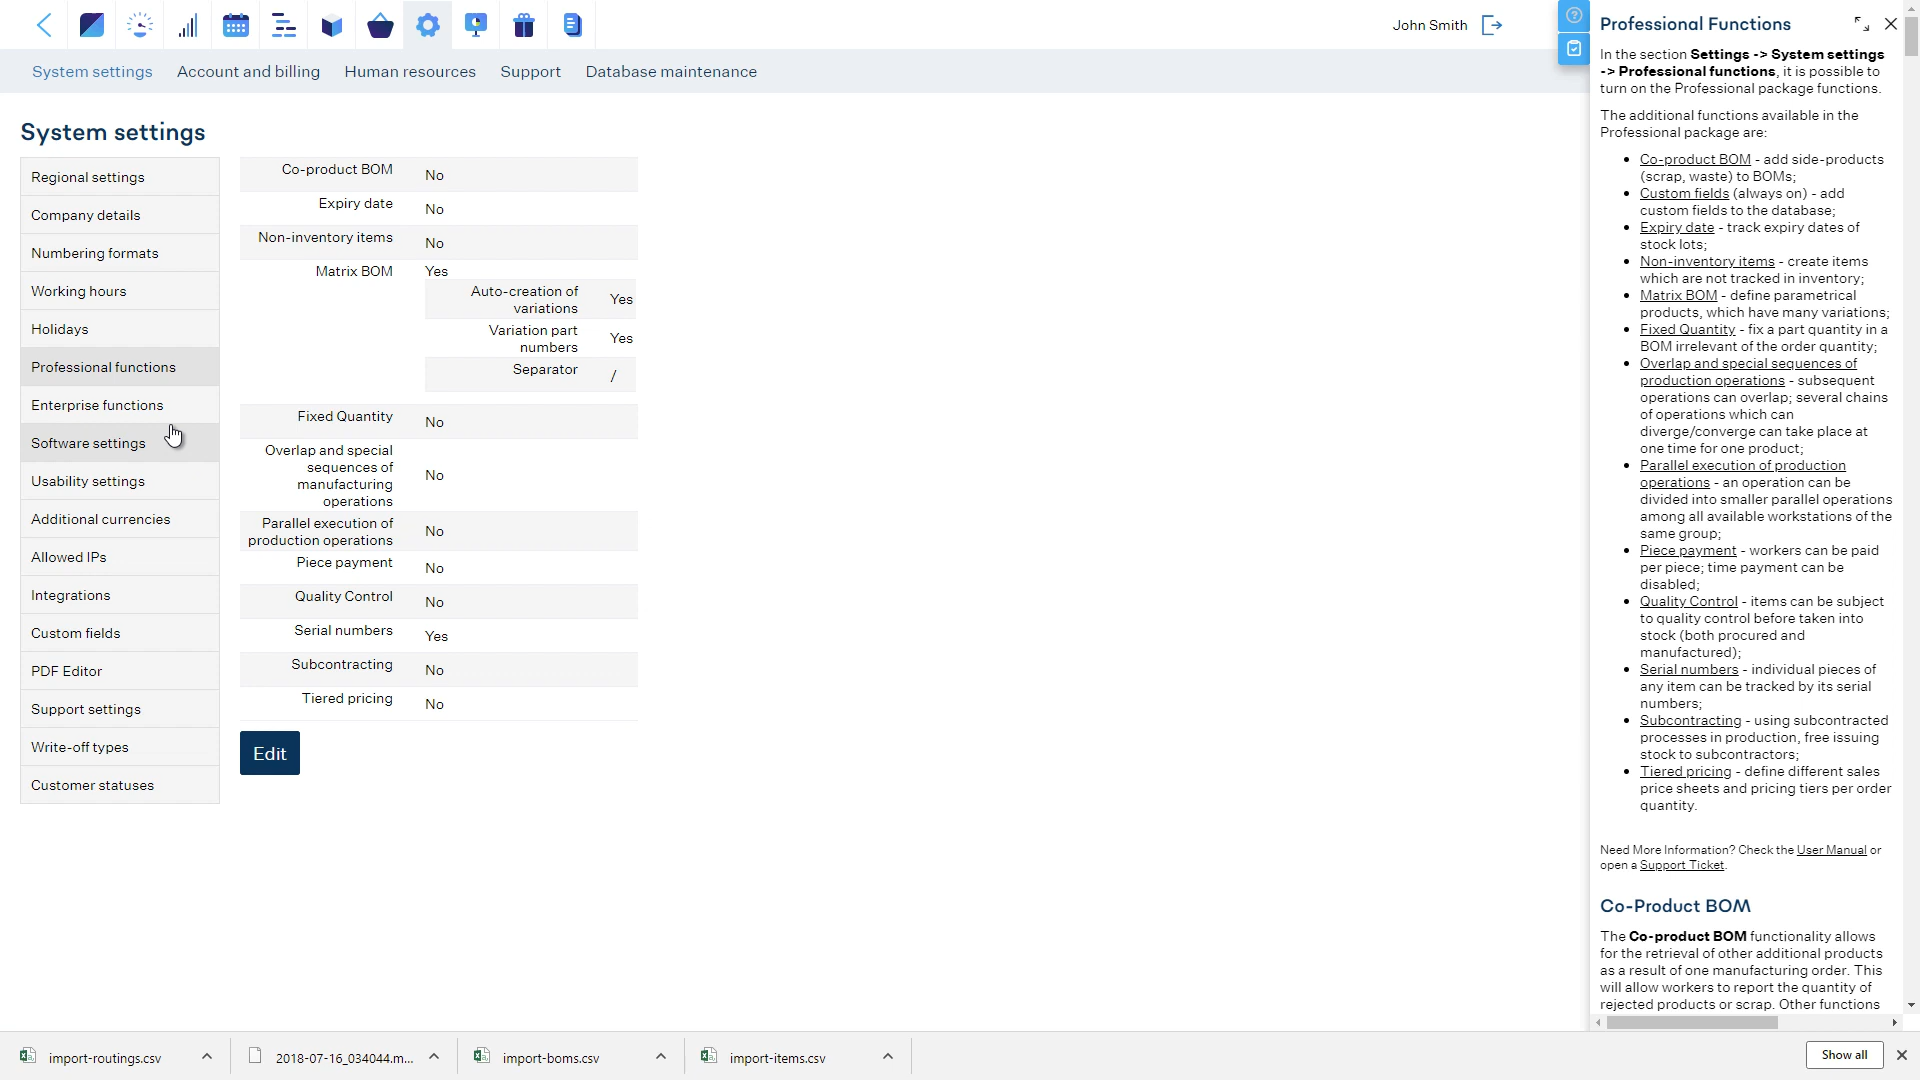 John Smith
System settings
Account and billing
Human resources
Support
Database maintenance
System settings
Regional settings
Company details
Numbering formats
Working hours
Holidays
Professional functions
Enterprise functions
Software settings
Usability settings
Additional currencies
Allowed IPs
Integrations
Custom fields
PDF Editor
Support settings
Write-off types
Customer statuses
Co-product BOM No
Expiry date No
Non-inventory items No
Matrix BOM Yes
Auto-creation of
variations Yes
Variation part
numbers Yes
Separator /
Fixed Quantity No
Overlap and special
sequences of
manufacturing
operations No
Parallel execution of
production operations No
Piece payment No
Quality Control No
Serial numbers Yes
Subcontracting No
Tiered pricing No
Edit
Professional Functions
In the section Settings -> System settings
-> Professional functions, it is possible to
turn on the Professional package functions.
The additional functions available in the
Professional package are:
• Co-product BOM - add side-products
(scrap, waste) to BOMs;
• Custom fields (always on) - add
custom fields to the database;
• Expiry date - track expiry dates of
stock lots;
• Non-inventory items - create items
which are not tracked in inventory;
• Matrix BOM - define parametrical
products, which have many variations;
• Fixed Quantity - fix a part quantity in a
BOM irrelevant of the order quantity;
• Overlap and special sequences of
production operations - subsequent
operations can overlap; several chains
of operations which can
diverge/converge can take place at
one time for one product;
• Parallel execution of production
operations - an operation can be
divided into smaller parallel operations
among all available workstations of the
same group;
• Piece payment - workers can be paid
per piece; time payment can be
disabled;
• Quality Control - items can be subject
to quality control before taken into
stock (both procured and
manufactured);
• Serial numbers - individual pieces of
any item can be tracked by its serial
numbers;
• Subcontracting - using subcontracted
processes in production, free issuing
stock to subcontractors;
• Tiered pricing - define different sales
price sheets and pricing tiers per order
quantity.
Need More Information? Check the User Manual or
open a Support Ticket.
Co-Product BOM
The Co-product BOM functionality allows
for the retrieval of other additional products
as a result of one manufacturing order. This
will allow workers to report the quantity of
rejected products or scrap. Other functions
import-routings.csv
2018-07-16_034044.m...
import-boms.csv
import-items.csv
Show all